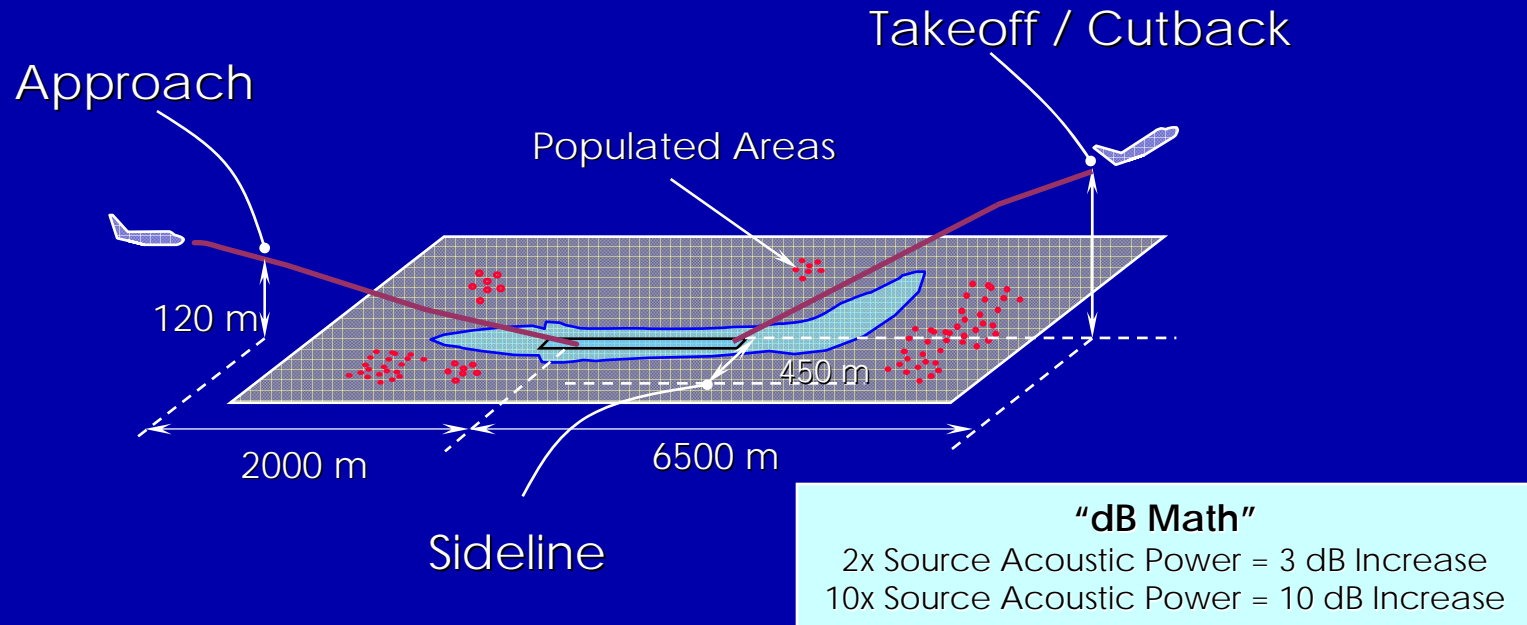 Takeoff / Cutback
Approach
Populated Areas
120 m
450 m
2000 m
6500 m
Sideline
“dB Math”
2x Source Acoustic Power = 3 dB Increase
10x Source Acoustic Power = 10 dB Increase